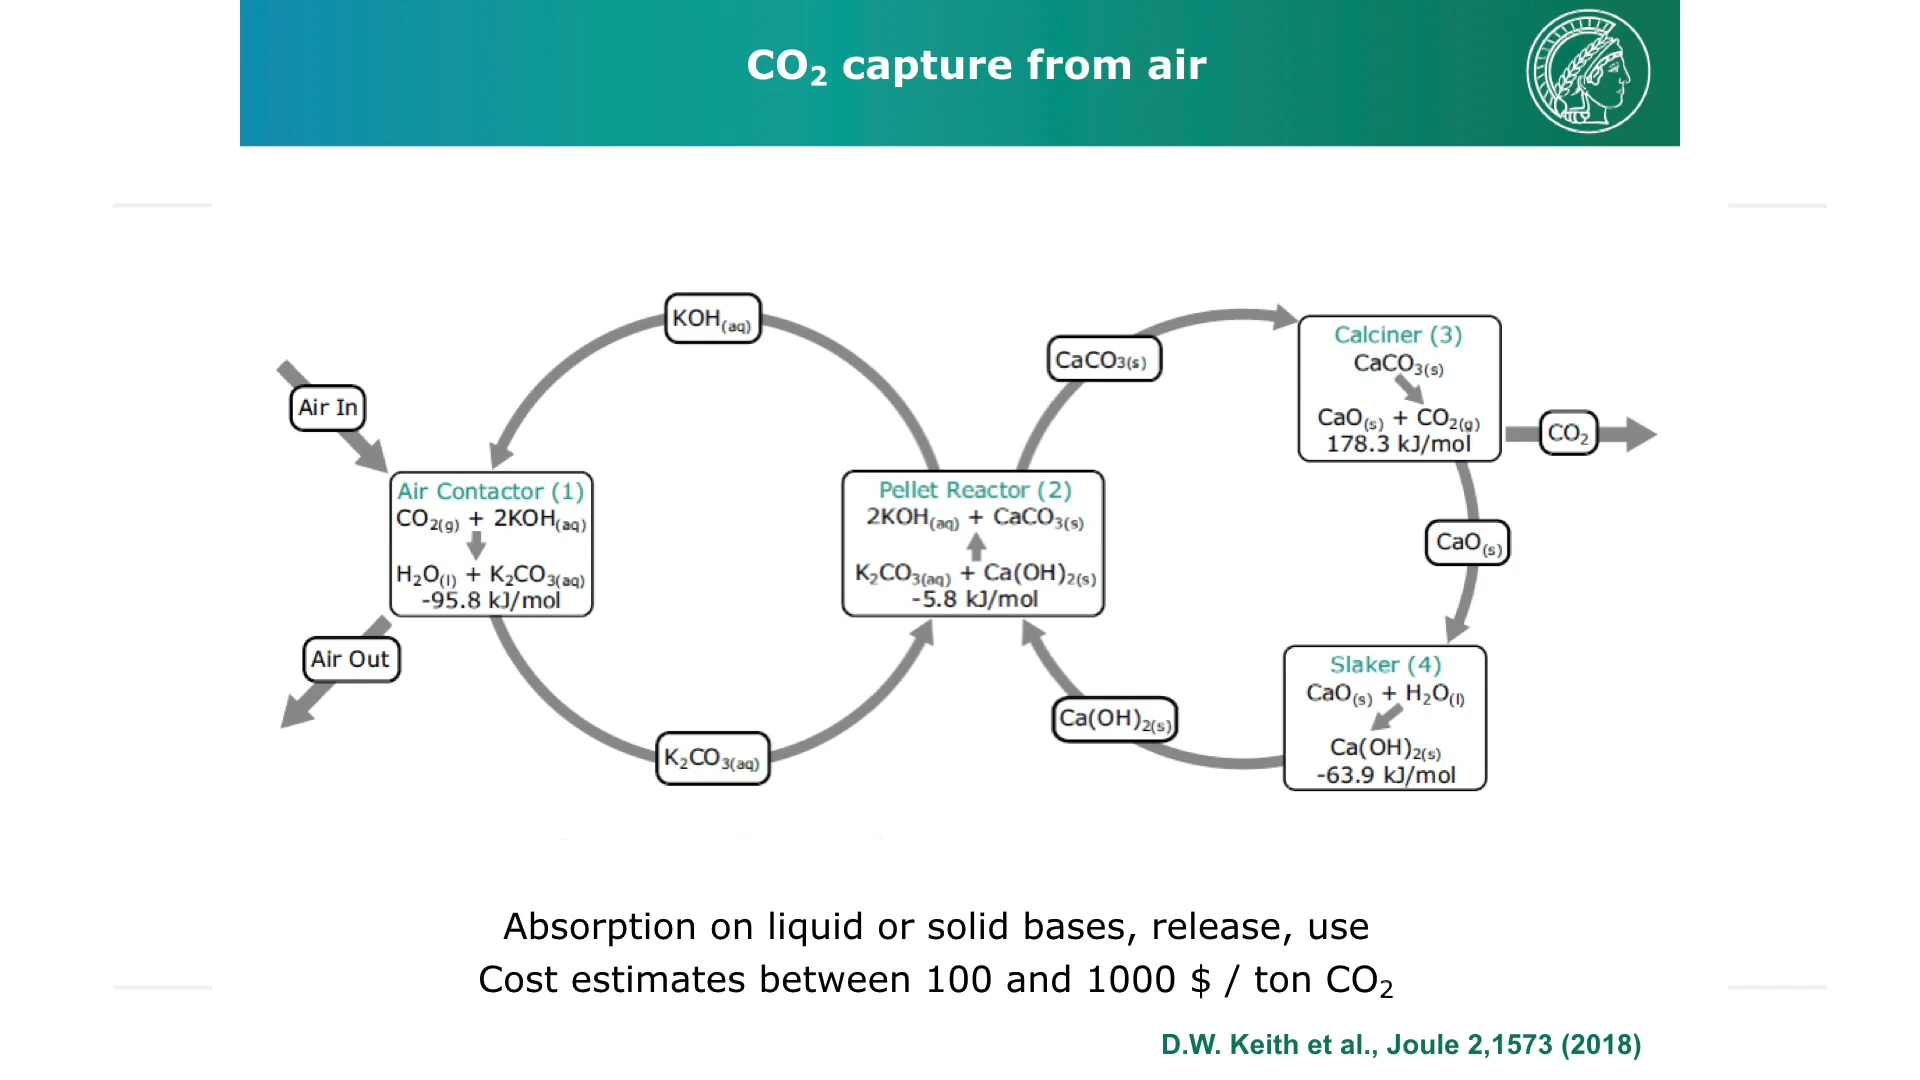 CO₂ capture from air
KOH(aq)
CaCO₃(s)
Calciner (3)
CaCO₃(s)
CaO(s) + CO₂(g)
178.3 kJ/mol
Air In
CO₂
Air Contactor (1)
CO₂(g) + 2KOH(aq)
H₂O(l) + K₂CO₃(aq)
-95.8 kJ/mol
Pellet Reactor (2)
2KOH(aq) + CaCO₃(s)
K₂CO₃(aq) + Ca(OH)₂(s)
-5.8 kJ/mol
CaO(s)
Air Out
Slaker (4)
CaO(s) + H₂O(l)
Ca(OH)₂(s)
-63.9 kJ/mol
Ca(OH)₂(s)
K₂CO₃(aq)
Absorption on liquid or solid bases, release, use
Cost estimates between 100 and 1000 $ / ton CO₂
D.W. Keith et al., Joule 2,1573 (2018)